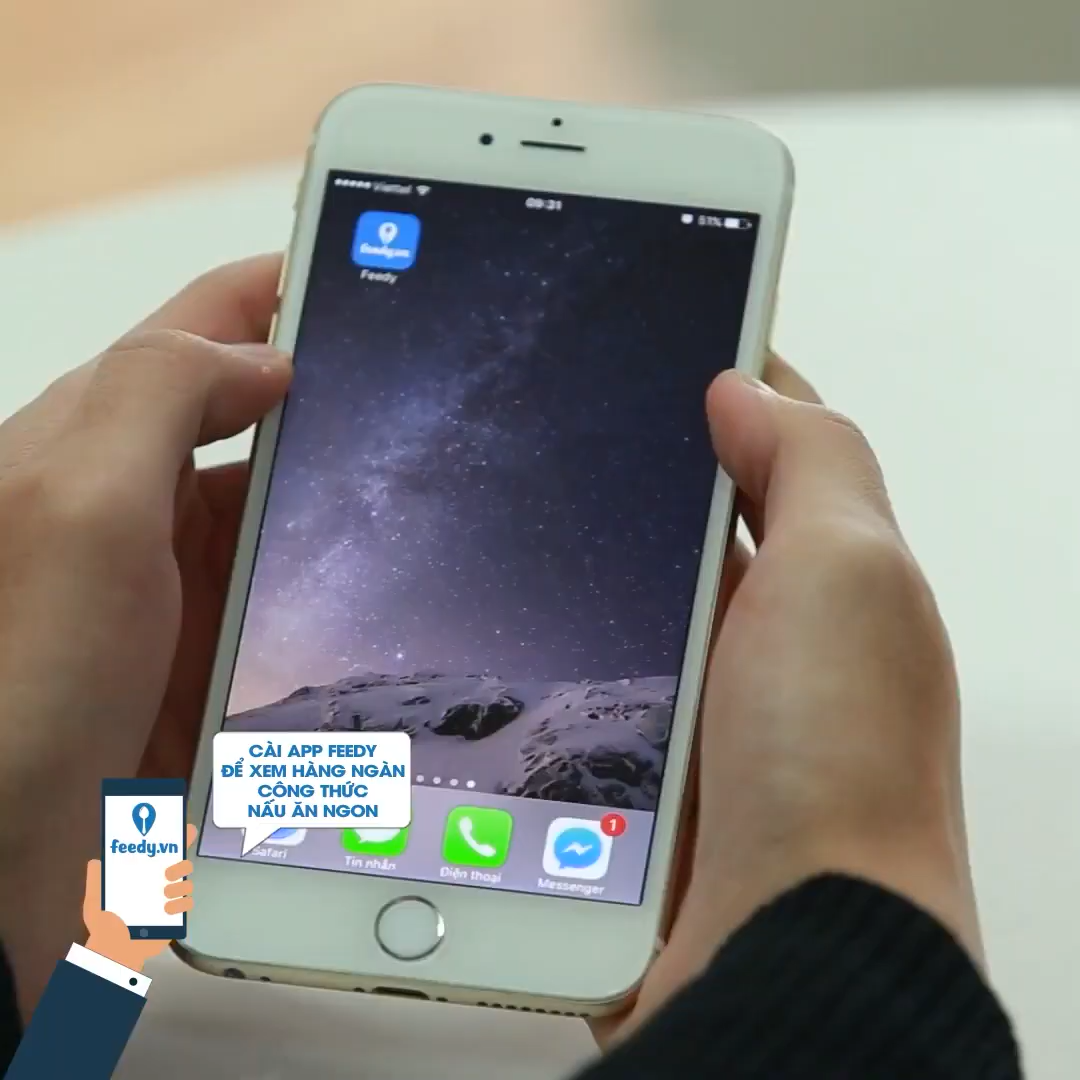 Viettel
09:31
51%
feedy.vn
Feedy
CÀI APP FEEDY
ĐỂ XEM HÀNG NGÀN
CÔNG THỨC
NẤU ĂN NGON
feedy.vn
Safari
Tin nhắn
Điện thoại
Messenger
1